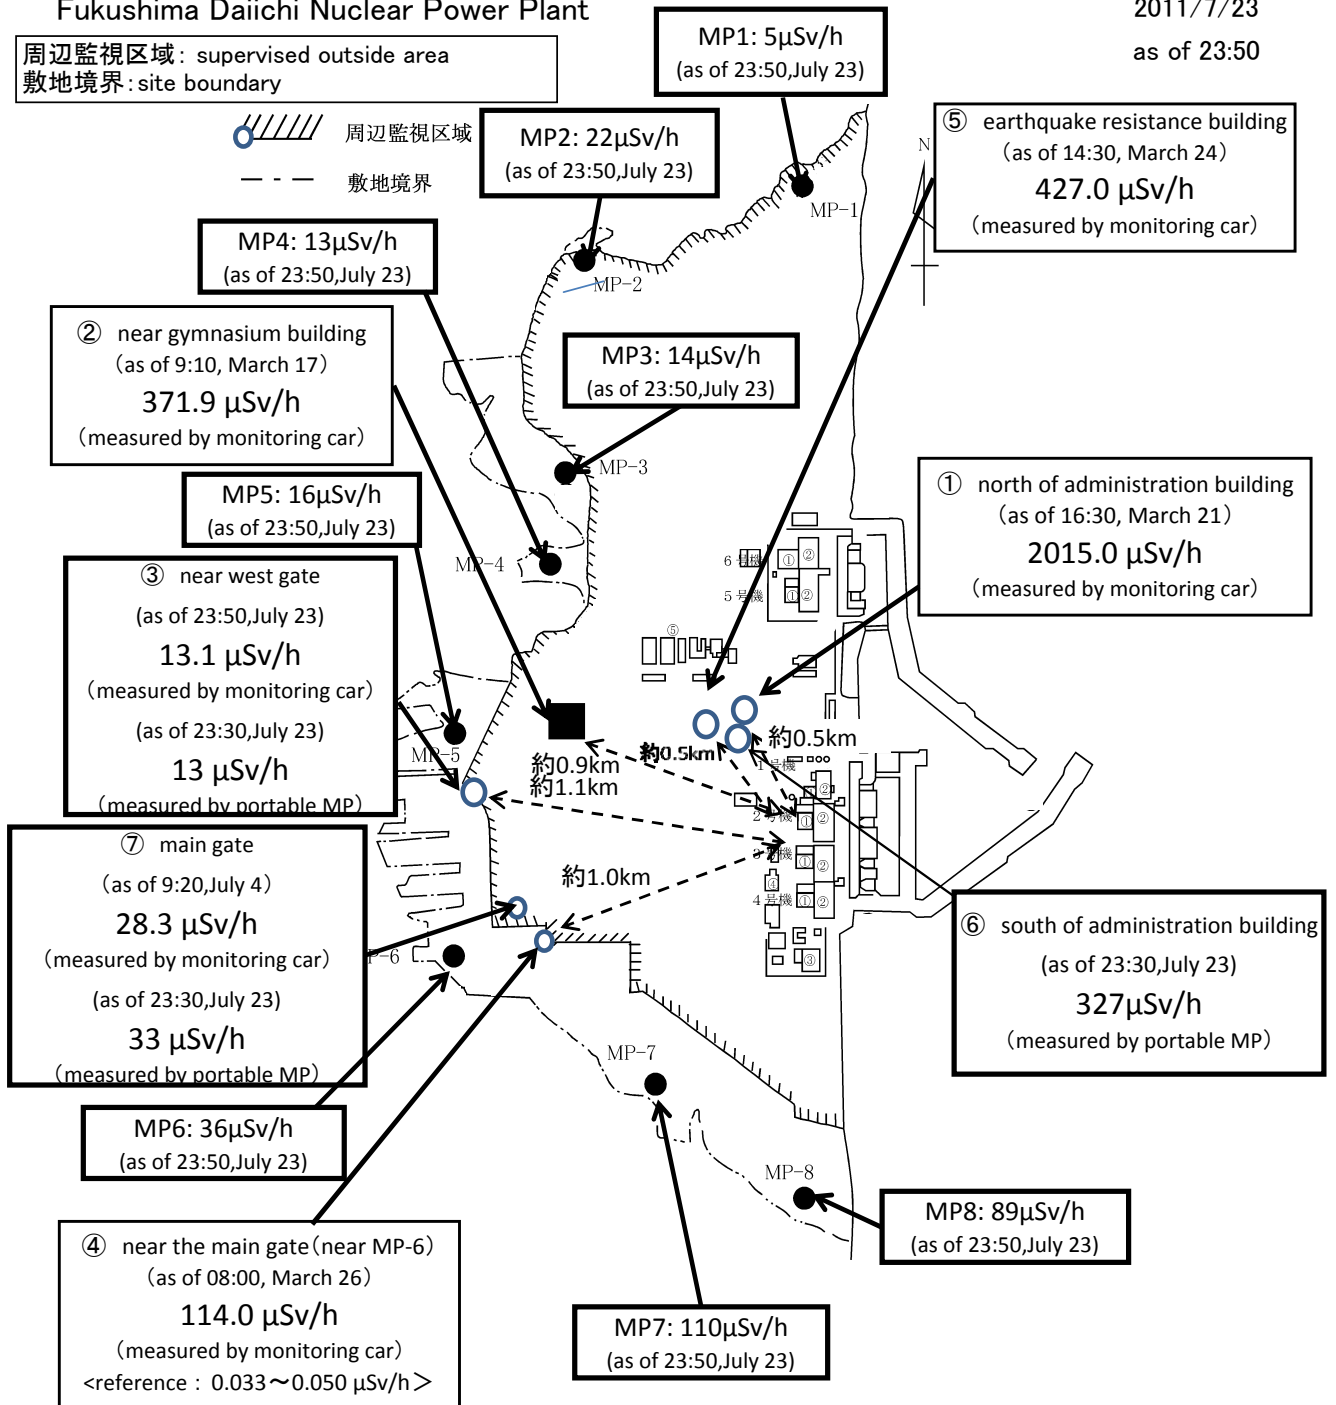 Fukushima Daiichi Nuclear Power Plant
2011/7/23
as of 23:50
周辺監視区域: supervised outside area
敷地境界:site boundary
周辺監視区域
敷地境界
MP1: 5μSv/h
(as of 23:50,July 23)
MP2: 22μSv/h
(as of 23:50,July 23)
⑤ earthquake resistance building
(as of 14:30, March 24)
427.0 μSv/h
(measured by monitoring car)
N
MP-1
MP4: 13μSv/h
(as of 23:50,July 23)
MP-2
② near gymnasium building
(as of 9:10, March 17)
371.9 μSv/h
(measured by monitoring car)
MP3: 14μSv/h
(as of 23:50,July 23)
MP-3
MP5: 16μSv/h
(as of 23:50,July 23)
① north of administration building
(as of 16:30, March 21)
2015.0 μSv/h
(measured by monitoring car)
MP-4
③ near west gate
(as of 23:50,July 23)
13.1 μSv/h
(measured by monitoring car)
(as of 23:30,July 23)
13 μSv/h
(measured by portable MP)
6号機
① ②
5号機
① ②
⑤
MP-5
約0.9km
約1.1km
約0.5km
約0.5km
1号機
②
2号機
① ②
3号機
① ②
4号機
① ②
④
③
約1.0km
⑦ main gate
(as of 9:20,July 4)
28.3 μSv/h
(measured by monitoring car)
(as of 23:30,July 23)
33 μSv/h
(measured by portable MP)
P-6
⑥ south of administration building
(as of 23:30,July 23)
327μSv/h
(measured by portable MP)
MP-7
MP6: 36μSv/h
(as of 23:50,July 23)
MP-8
MP8: 89μSv/h
(as of 23:50,July 23)
④ near the main gate(near MP-6)
(as of 08:00, March 26)
114.0 μSv/h
(measured by monitoring car)
<reference : 0.033～0.050 μSv/h>
MP7: 110μSv/h
(as of 23:50,July 23)